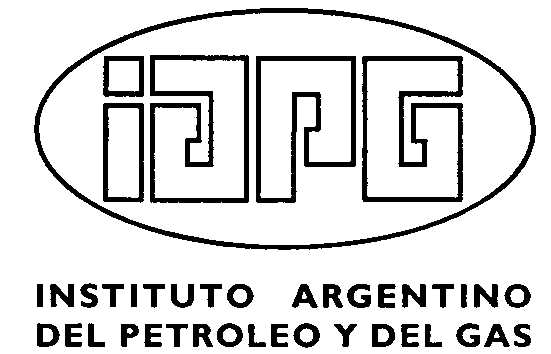 iapg
INSTITUTO ARGENTINO
DEL PETROLEO Y DEL GAS